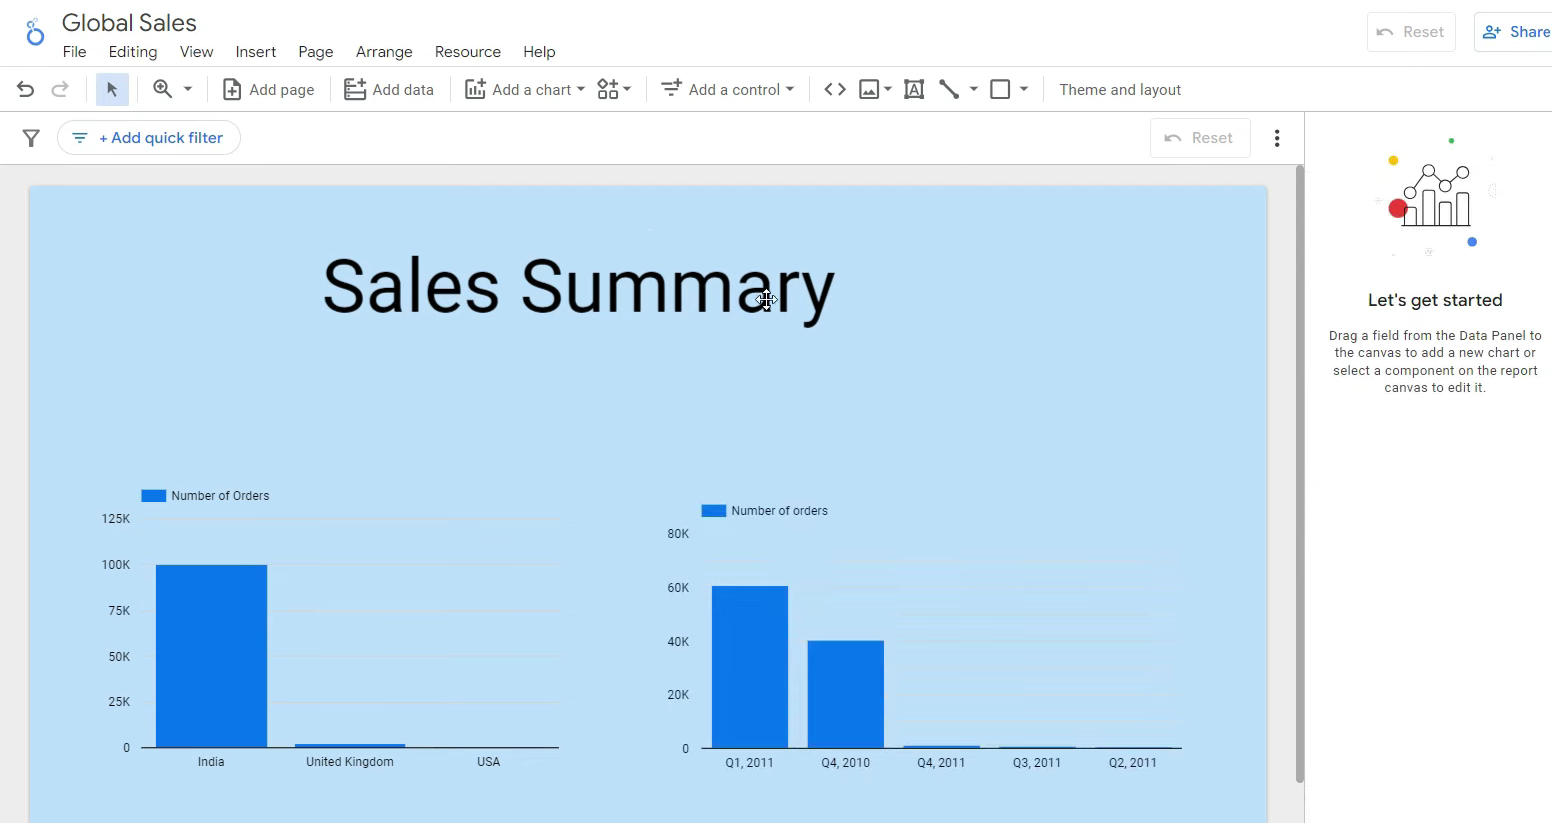 Global Sales
File Editing View Insert Page Arrange Resource Help
Reset
Share
Add page Add data Add a chart Add a control Theme and layout
+ Add quick filter
Reset
Sales Summary
Let's get started
Drag a field from the Data Panel to
the canvas to add a new chart or
select a component on the report
canvas to edit it.
Number of Orders
125K
100K
75K
50K
25K
0
India United Kingdom USA
Number of orders
80K
60K
40K
20K
0
Q1, 2011 Q4, 2010 Q4, 2011 Q3, 2011 Q2, 2011